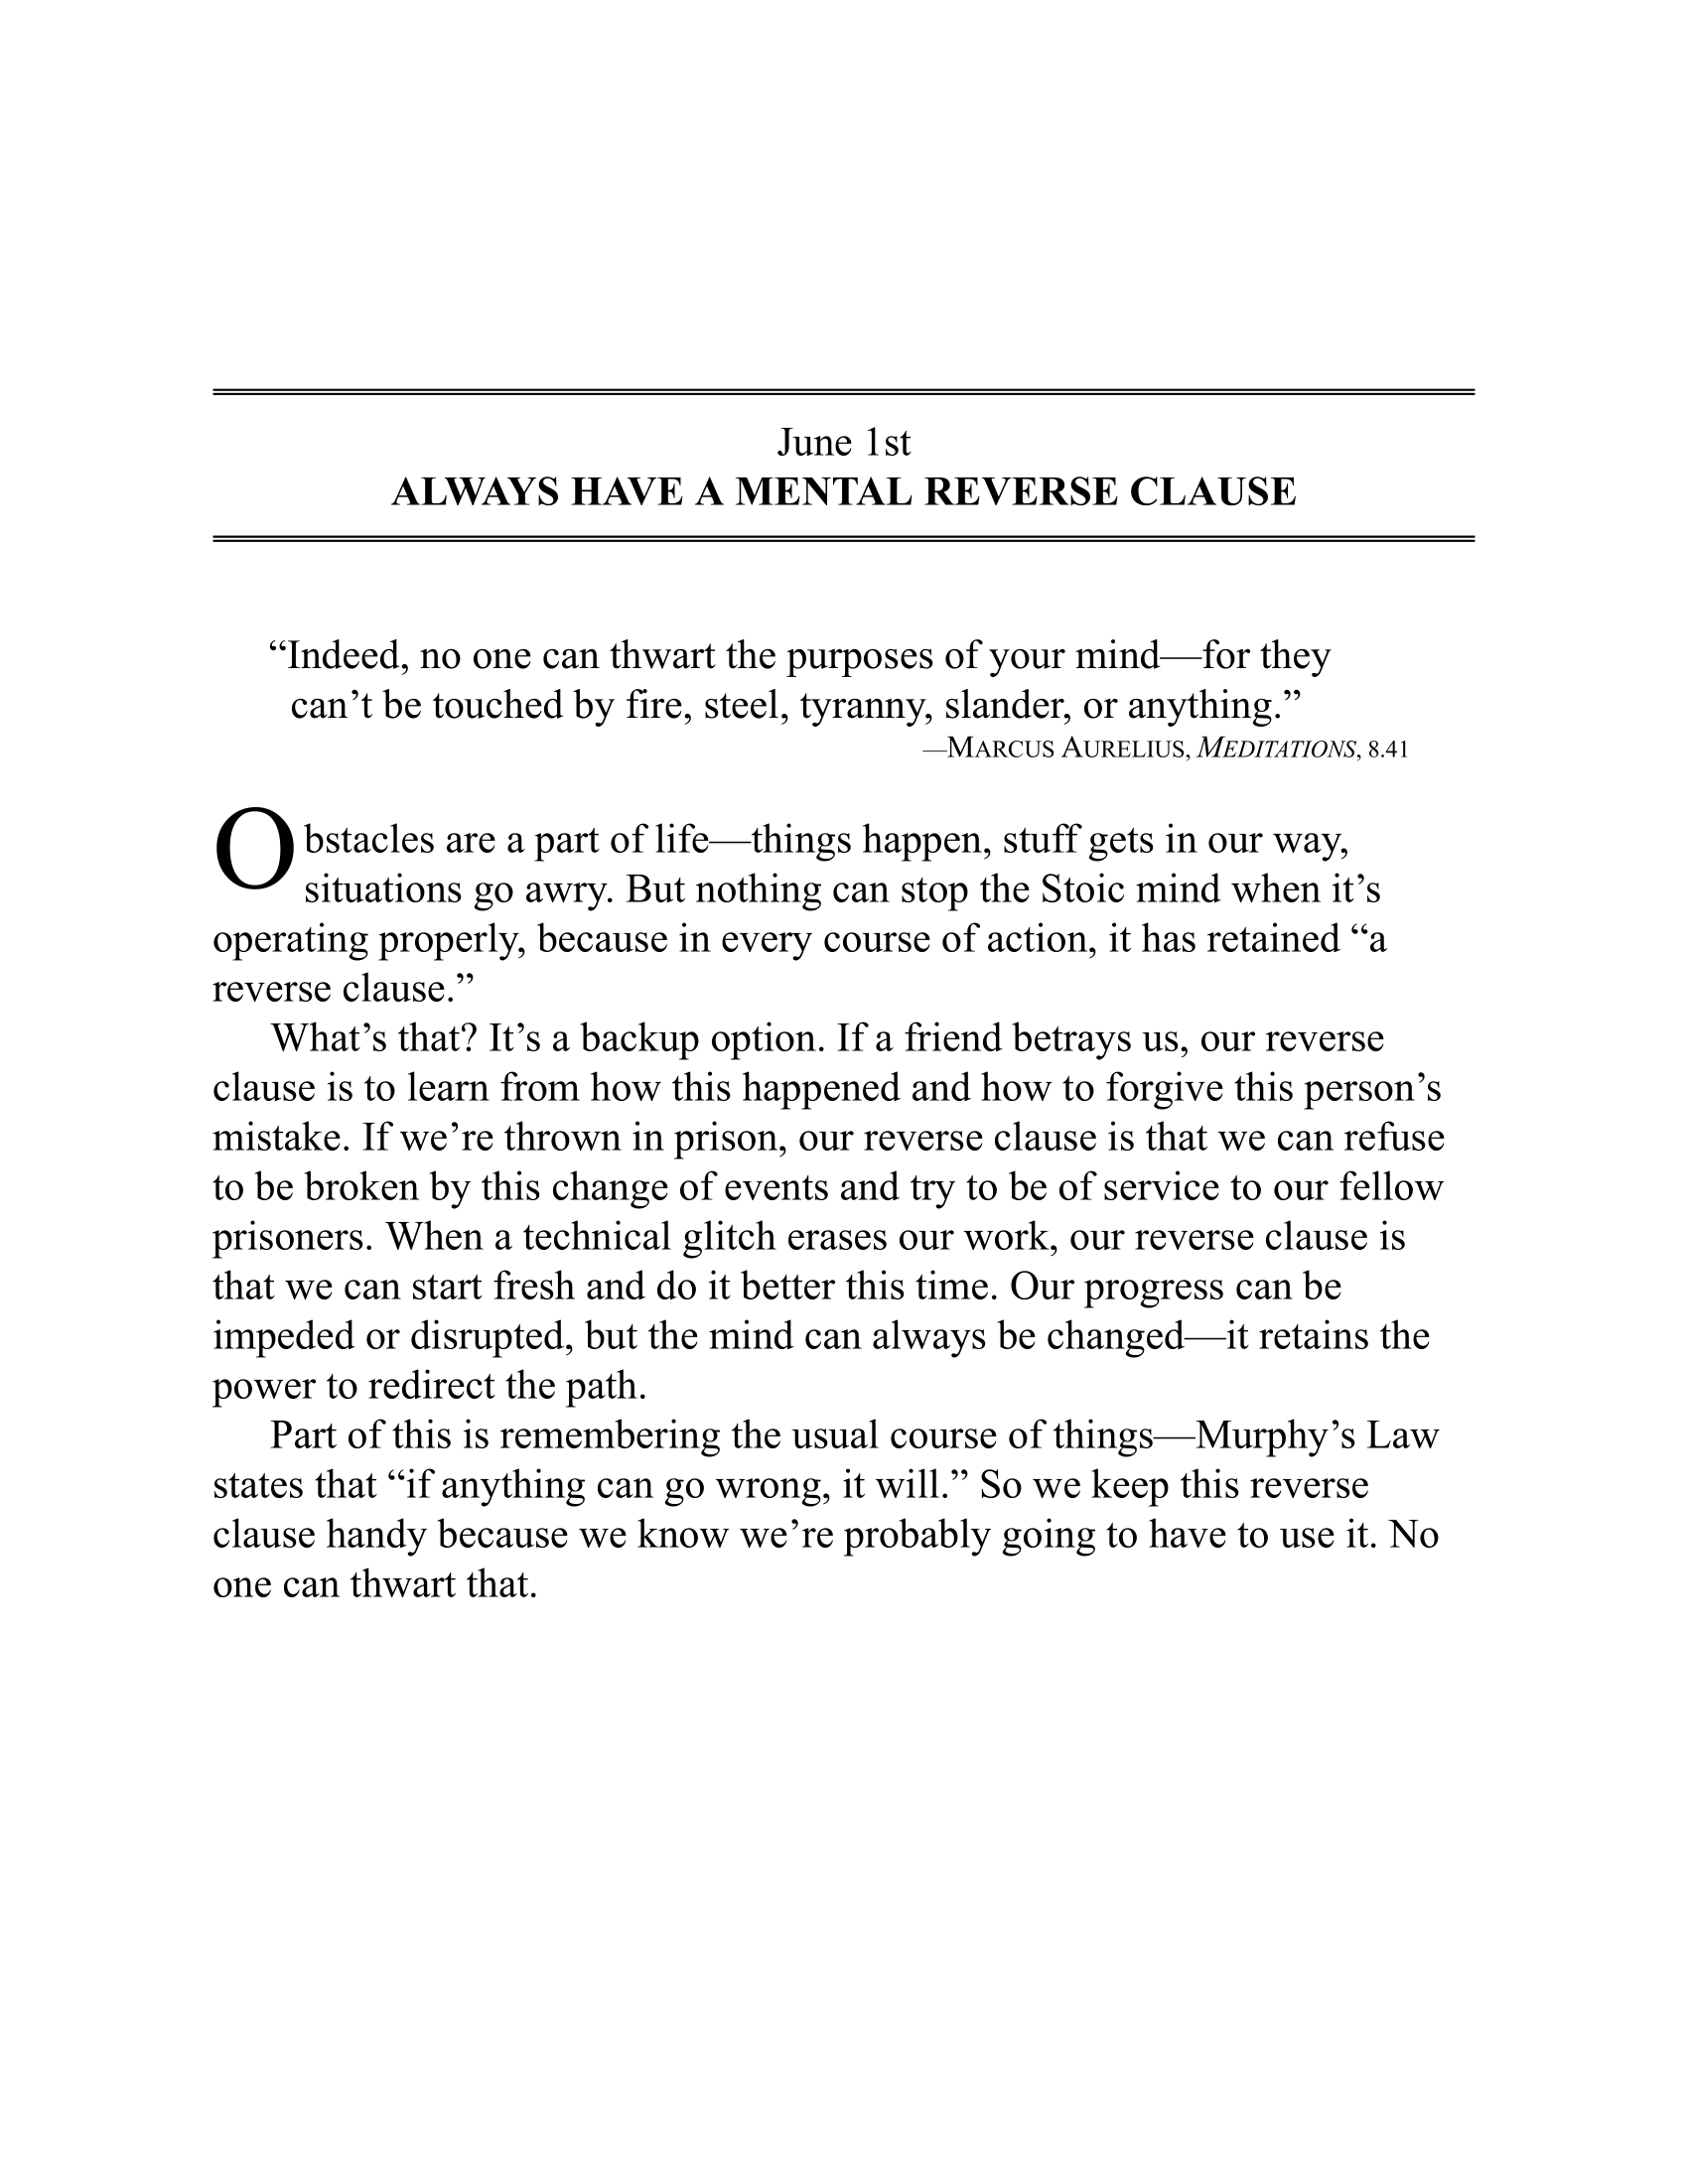 June 1st
ALWAYS HAVE A MENTAL REVERSE CLAUSE
“Indeed, no one can thwart the purposes of your mind—for they
can’t be touched by fire, steel, tyranny, slander, or anything.”
—MARCUS AURELIUS, MEDITATIONS, 8.41
Obstacles are a part of life—things happen, stuff gets in our way,
situations go awry. But nothing can stop the Stoic mind when it’s
operating properly, because in every course of action, it has retained “a
reverse clause.”
What’s that? It’s a backup option. If a friend betrays us, our reverse
clause is to learn from how this happened and how to forgive this person’s
mistake. If we’re thrown in prison, our reverse clause is that we can refuse
to be broken by this change of events and try to be of service to our fellow
prisoners. When a technical glitch erases our work, our reverse clause is
that we can start fresh and do it better this time. Our progress can be
impeded or disrupted, but the mind can always be changed—it retains the
power to redirect the path.
Part of this is remembering the usual course of things—Murphy’s Law
states that “if anything can go wrong, it will.” So we keep this reverse
clause handy because we know we’re probably going to have to use it. No
one can thwart that.